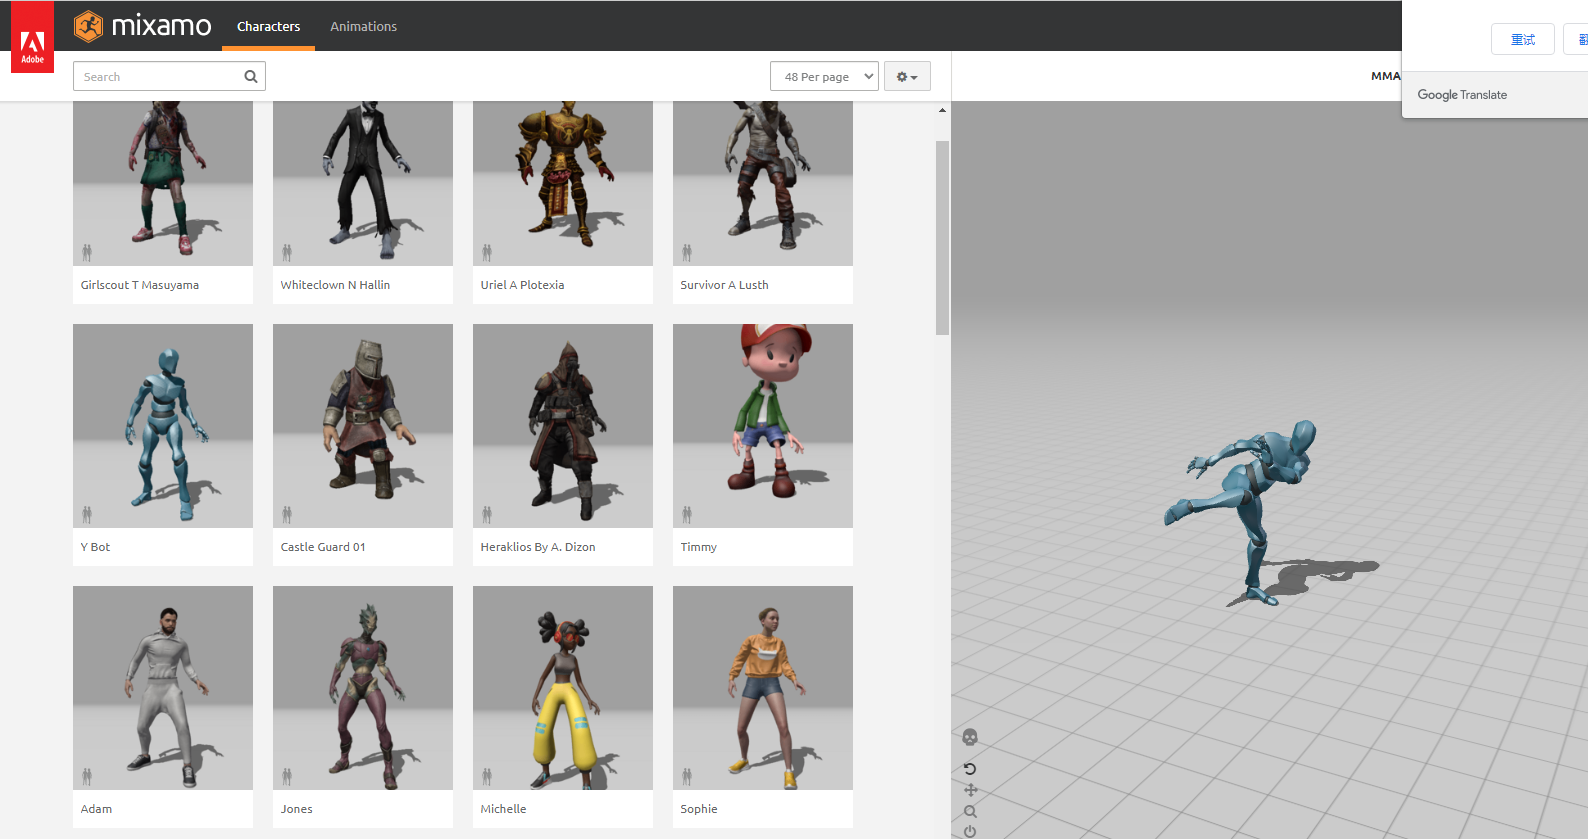 Adobe
mixamo
Characters
Animations
重试
Search
48 Per page
MMA
Google Translate
Girlscout T Masuyama
Whiteclown N Hallin
Uriel A Plotexia
Survivor A Lusth
Y Bot
Castle Guard 01
Heraklios By A. Dizon
Timmy
Adam
Jones
Michelle
Sophie